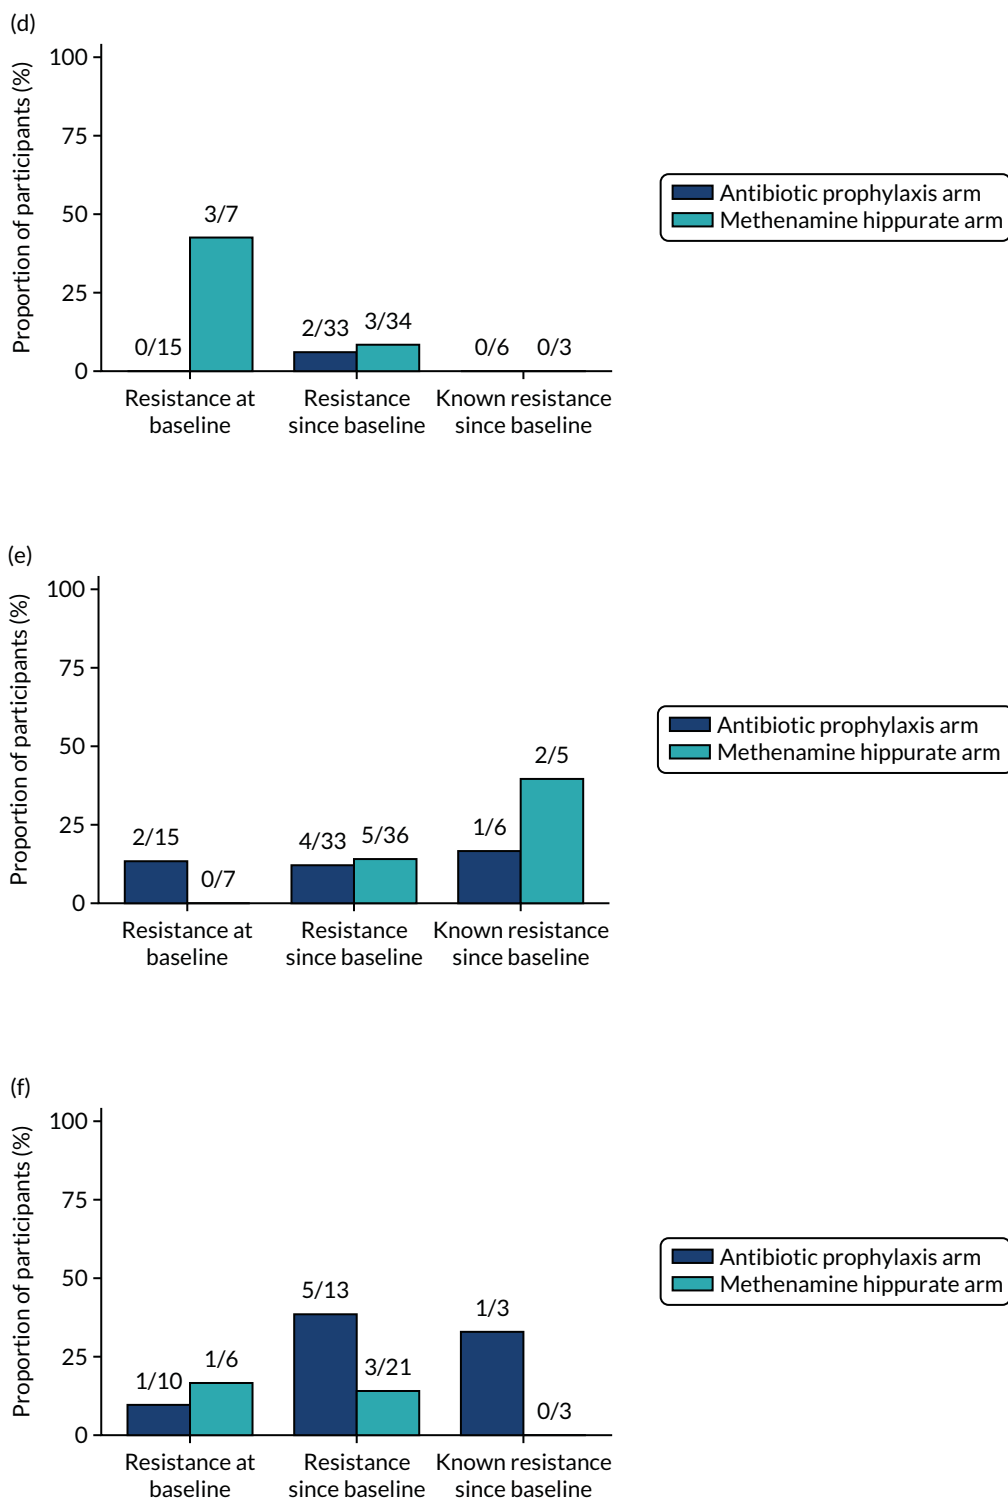 (d)
Proportion of participants (%)
100
75
50
25
0
0/15
3/7
2/33
3/34
0/6
0/3
Resistance at
baseline
Resistance
since baseline
Known resistance
since baseline
Antibiotic prophylaxis arm
Methenamine hippurate arm
(e)
Proportion of participants (%)
100
75
50
25
0
2/15
0/7
4/33
5/36
1/6
2/5
Resistance at
baseline
Resistance
since baseline
Known resistance
since baseline
Antibiotic prophylaxis arm
Methenamine hippurate arm
(f)
Proportion of participants (%)
100
75
50
25
0
1/10
1/6
5/13
3/21
1/3
0/3
Resistance at
baseline
Resistance
since baseline
Known resistance
since baseline
Antibiotic prophylaxis arm
Methenamine hippurate arm